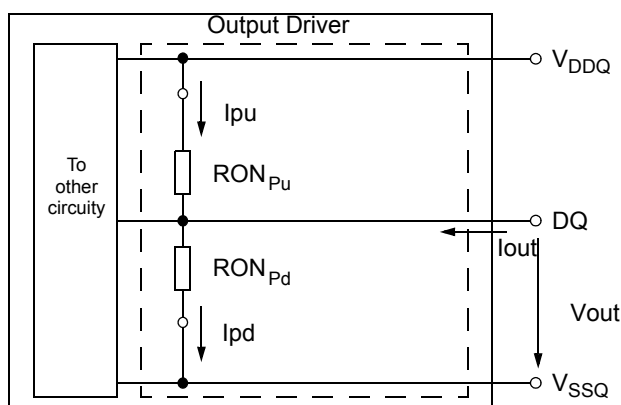 Output Driver
VDDQ
Ipu
To
other
circuity
RONPu
DQ
Iout
RONPd
Vout
Ipd
VSSQ